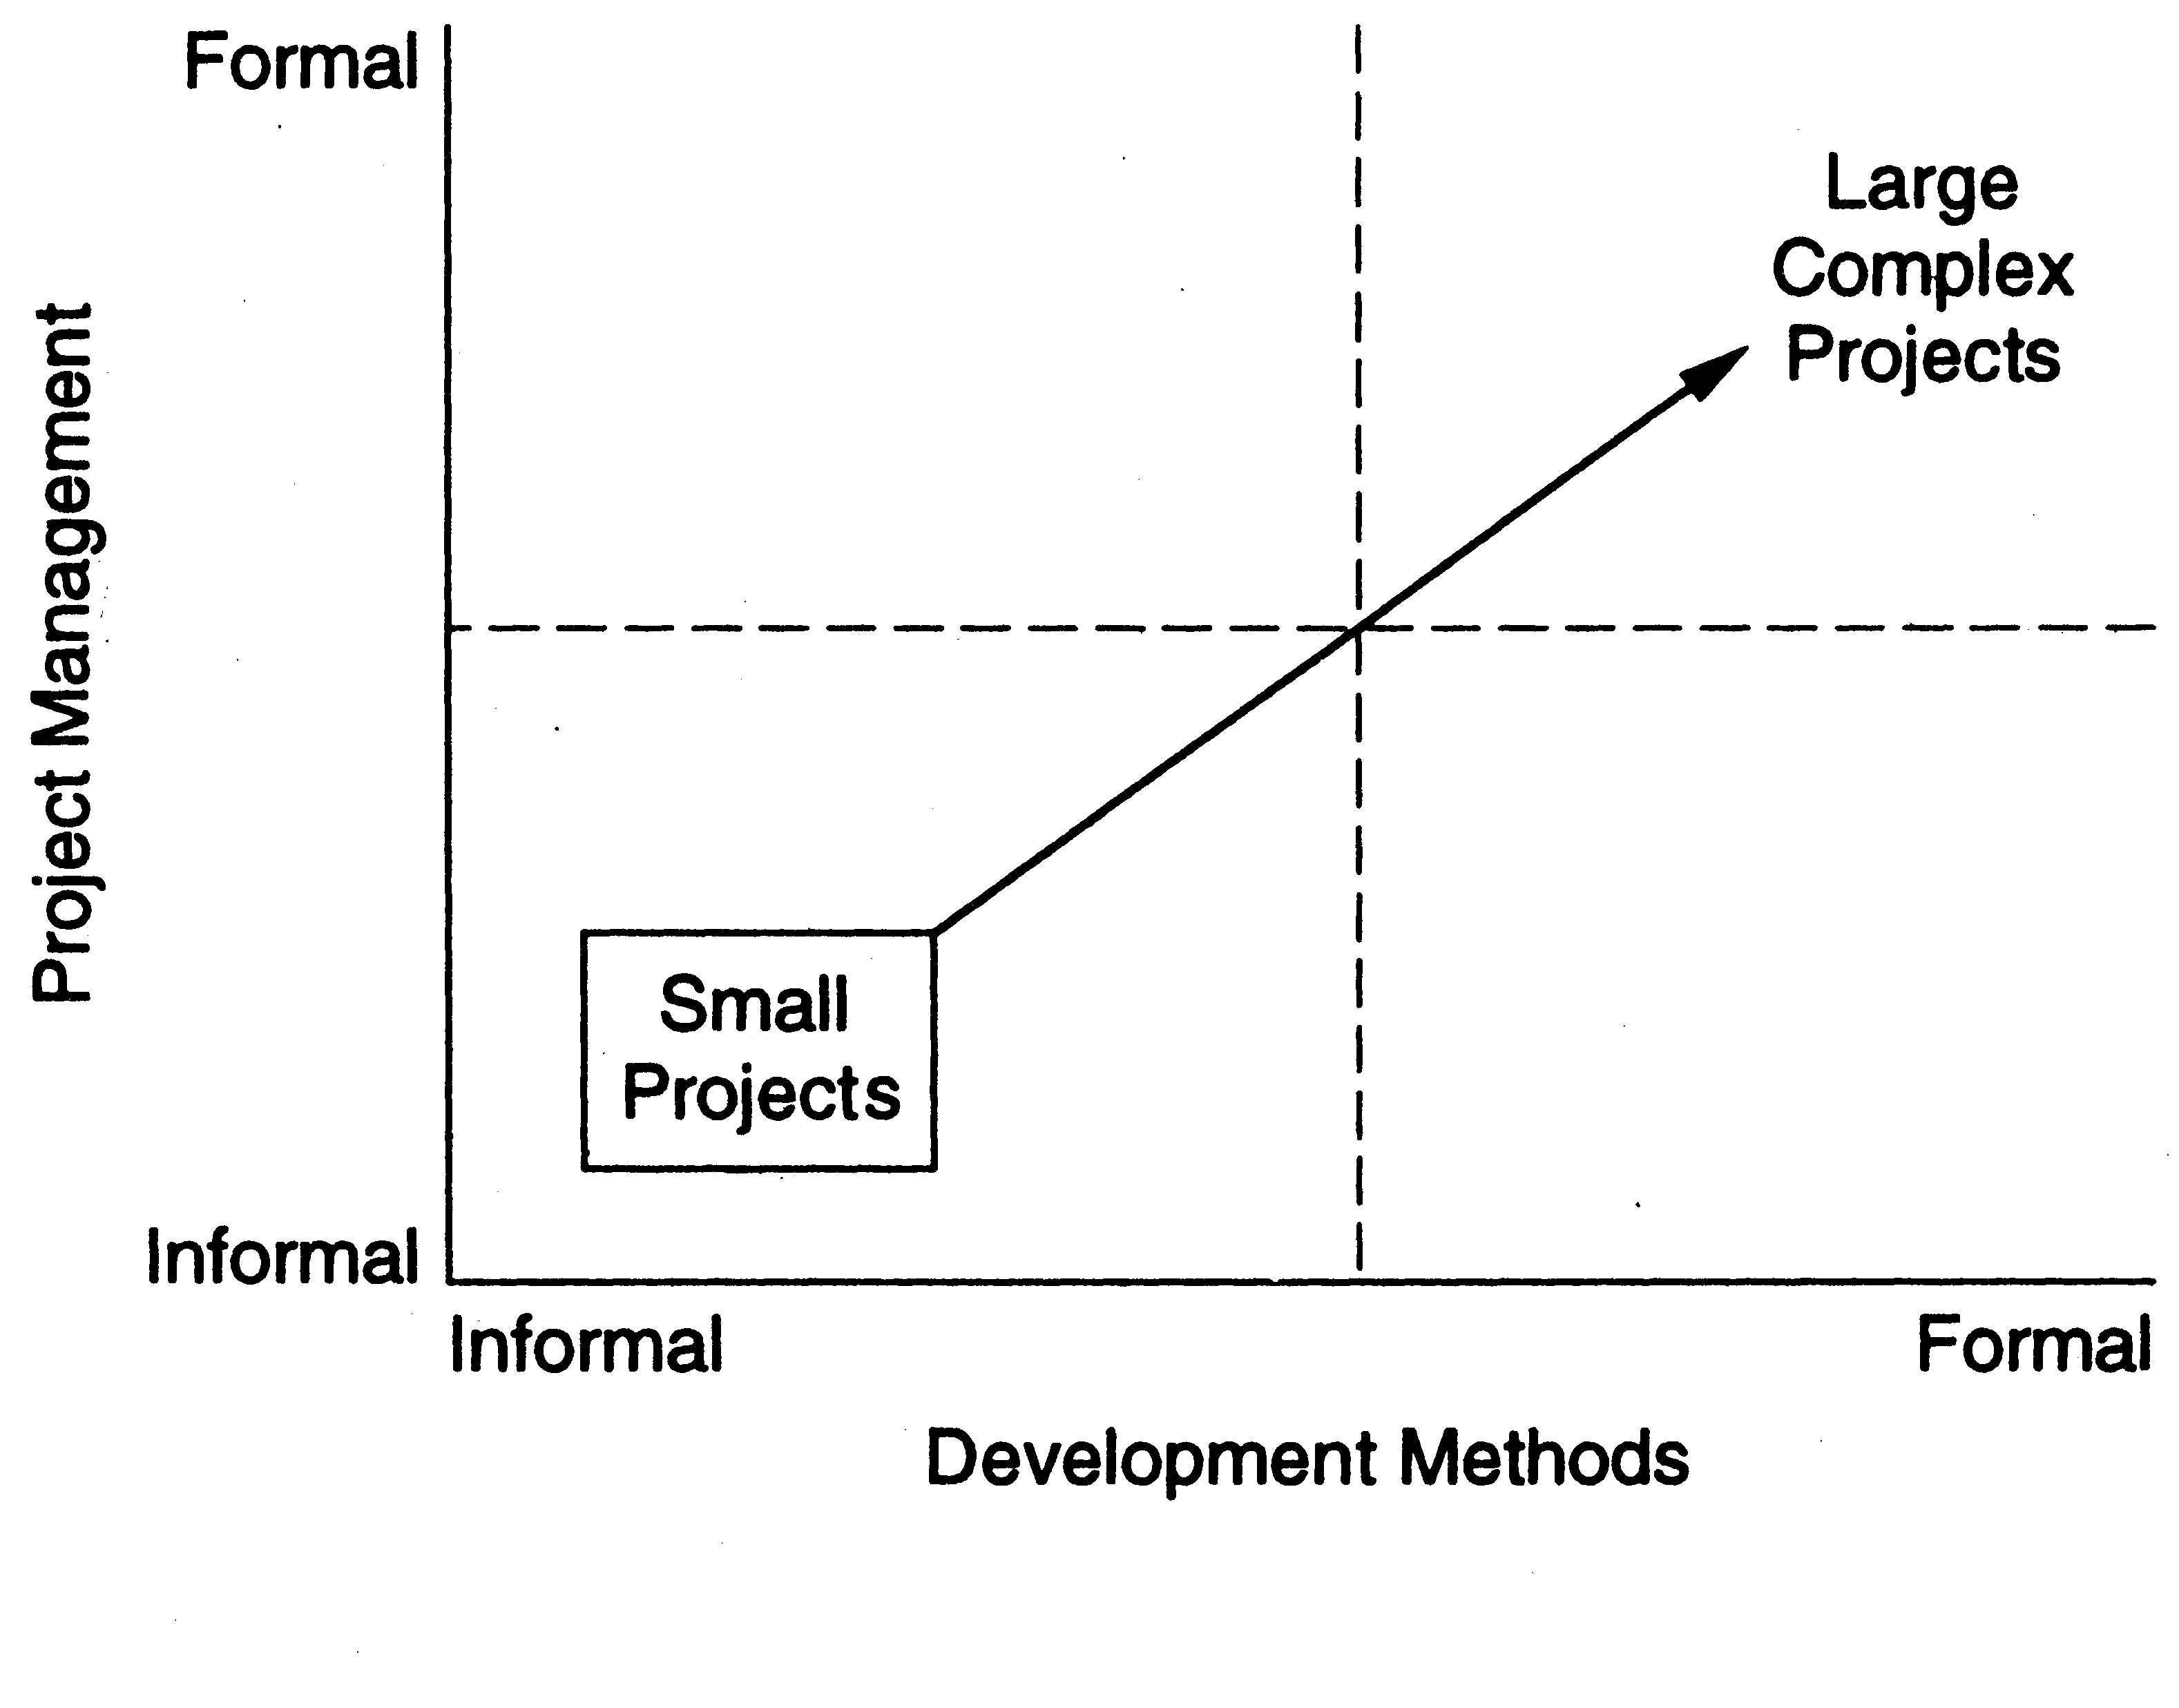 Formal
Large
Complex
Projects
Project Management
Small
Projects
Informal
Informal
Formal
Development Methods